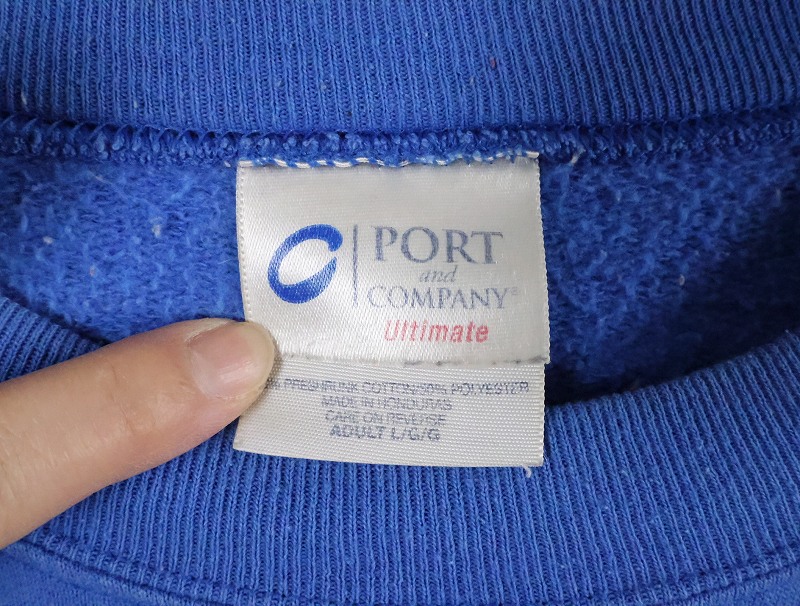 PORT
and
COMPANY®
Ultimate
% PRESHRUNK COTTON/50% POLYESTER
MADE IN HONDURAS
CARE ON REVERSE
ADULT L/G/G